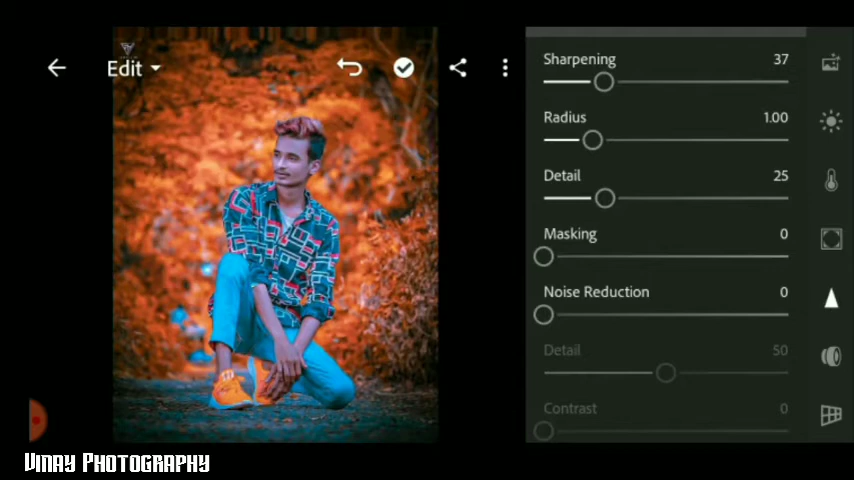 Edit
Sharpening 37
Radius 1.00
Detail 25
Masking 0
Noise Reduction 0
Detail 50
Contrast 0
Vinay Photography